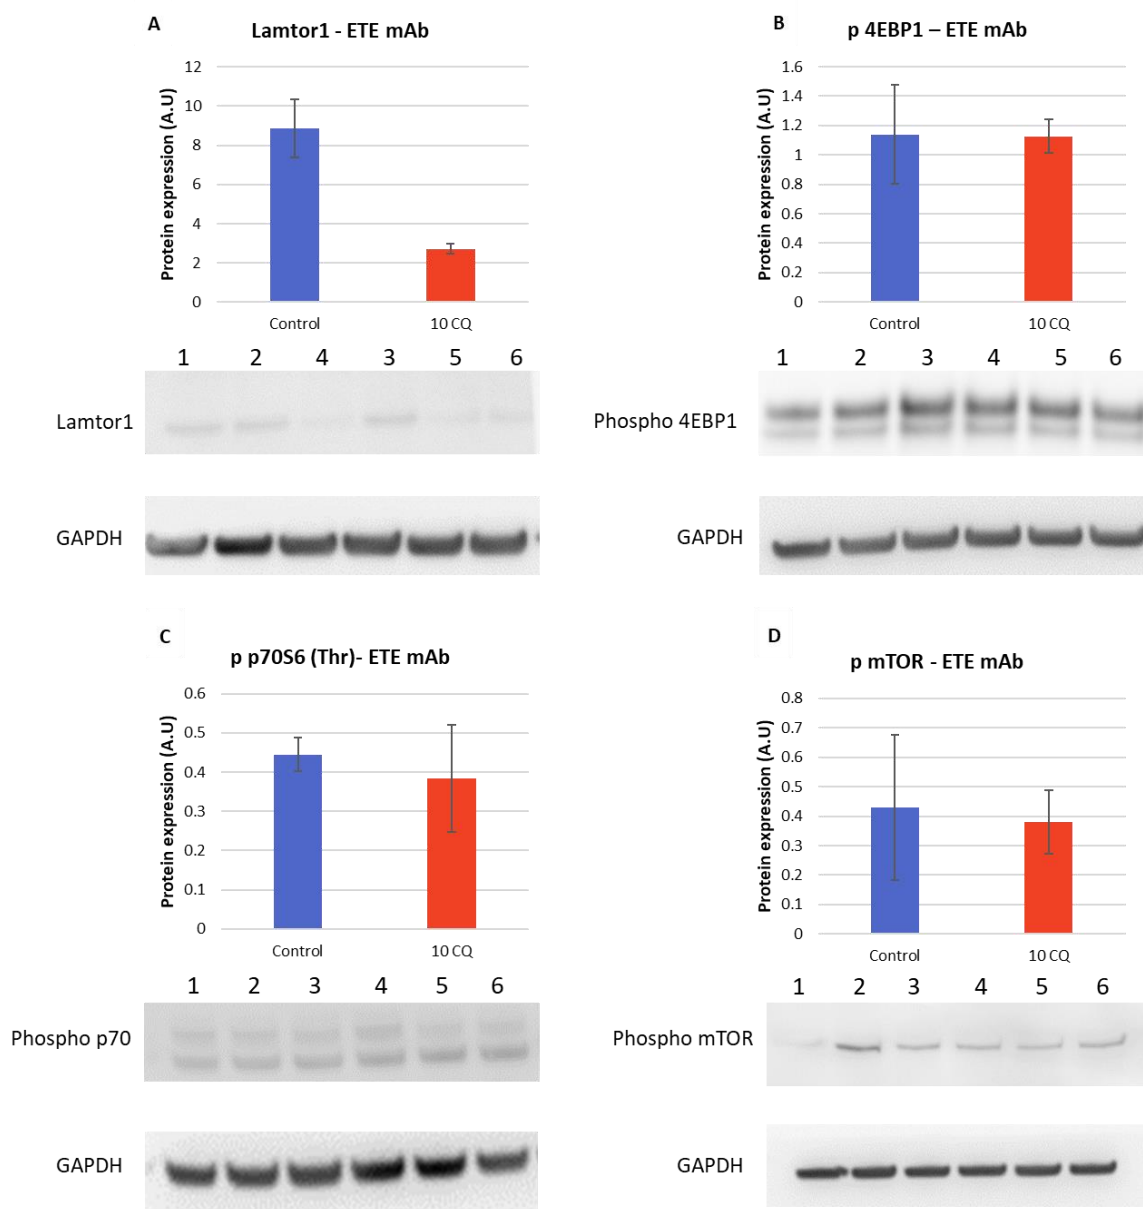 A
Lamtor1 - ETE mAb
Protein expression (A.U)
12
10
8
6
4
2
0
Control
10 CQ
1 2 4 3 5 6
Lamtor1
GAPDH
B
p 4EBP1 – ETE mAb
Protein expression (A.U)
1.6
1.4
1.2
1
0.8
0.6
0.4
0.2
0
Control
10 CQ
1 2 3 4 5 6
Phospho 4EBP1
GAPDH
C
p p70S6 (Thr)- ETE mAb
Protein expression (A.U)
0.6
0.5
0.4
0.3
0.2
0.1
0
Control
10 CQ
1 2 3 4 5 6
Phospho p70
GAPDH
D
p mTOR - ETE mAb
Protein expression (A.U)
0.8
0.7
0.6
0.5
0.4
0.3
0.2
0.1
0
Control
10 CQ
1 2 3 4 5 6
Phospho mTOR
GAPDH